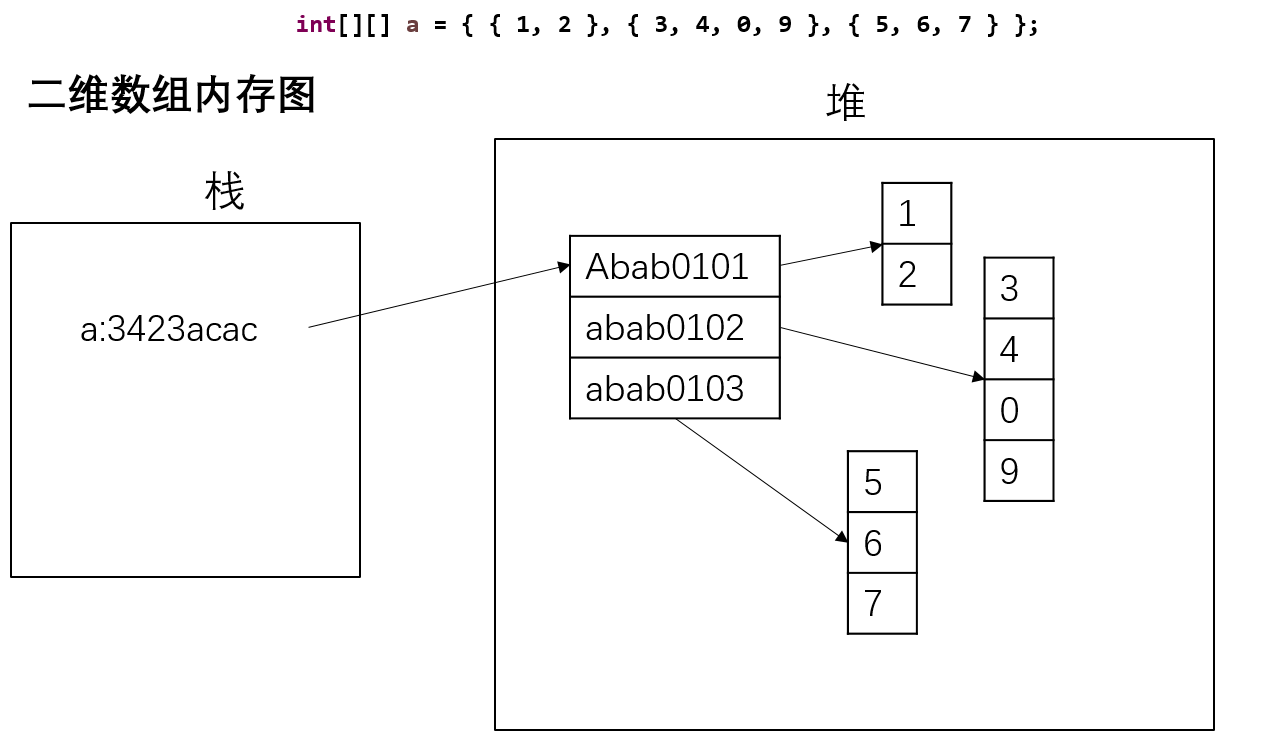 int[][] a = { { 1, 2 }, { 3, 4, 0, 9 }, { 5, 6, 7 } };
二维数组内存图
堆
栈
a:3423acac
Abab0101
abab0102
abab0103
1
2
3
4
0
9
5
6
7